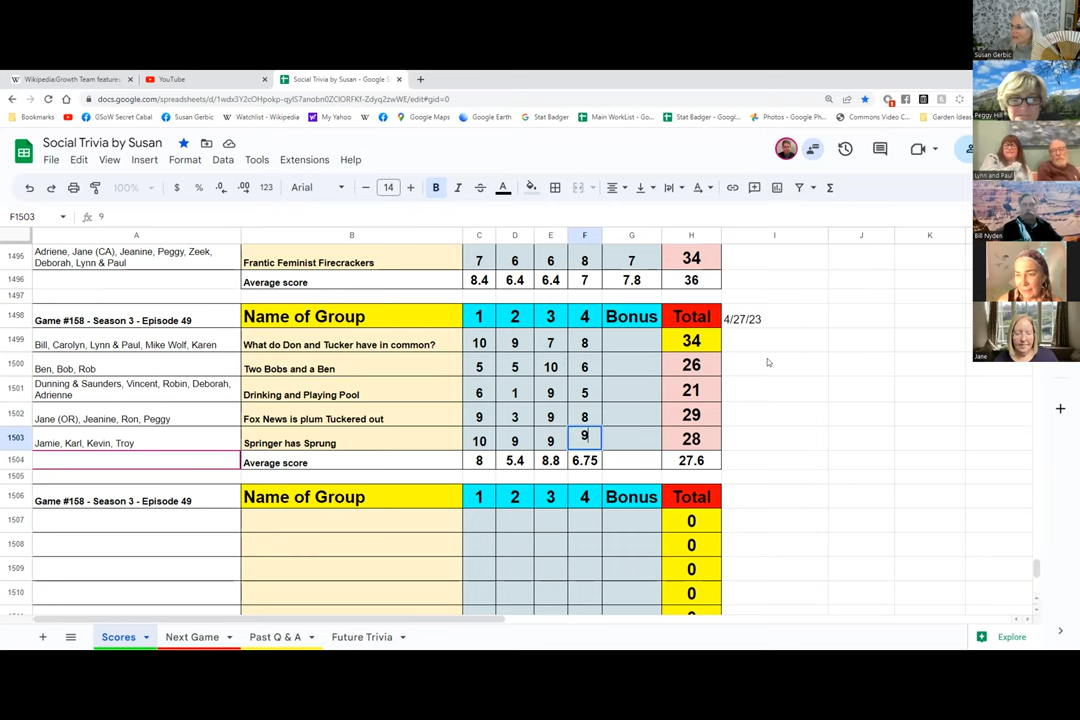 Wikipedia:Growth Team feature
YouTube
Social Trivia by Susan - Google S
docs.google.com/spreadsheets/d/1wdx3Y2cOHpokp-qyIS7anobn0ZClORFKf-Zdyq2zwWE/edit#gid=0
Bookmarks
GSoW Secret Cabal
Susan Gerbic
Watchlist - Wikipedia
My Yahoo
Google Maps
Google Earth
Stat Badger
Main WorkList - Go...
Stat Badger - Googl...
Photos - Google Ph...
Commons Video C...
Garden Ideas
Social Trivia by Susan
File Edit View Insert Format Data Tools Extensions Help
100% $ % .0 .00 123 Arial 14 B I A
F1503 9
A B C D E F G H I J K
1495 Adriene, Jane (CA), Jeanine, Peggy, Zeek, Deborah, Lynn & Paul Frantic Feminist Firecrackers 7 6 6 8 7 34
1496 Average score 8.4 6.4 6.4 7 7.8 36
1497
1498 Game #158 - Season 3 - Episode 49 Name of Group 1 2 3 4 Bonus Total 4/27/23
1499 Bill, Carolyn, Lynn & Paul, Mike Wolf, Karen What do Don and Tucker have in common? 10 9 7 8 34
1500 Ben, Bob, Rob Two Bobs and a Ben 5 5 10 6 26
1501 Dunning & Saunders, Vincent, Robin, Deborah, Adrienne Drinking and Playing Pool 6 1 9 5 21
1502 Jane (OR), Jeanine, Ron, Peggy Fox News is plum Tuckered out 9 3 9 8 29
1503 Jamie, Karl, Kevin, Troy Springer has Sprung 10 9 9 9 28
1504 Average score 8 5.4 8.8 6.75 27.6
1505
1506 Game #158 - Season 3 - Episode 49 Name of Group 1 2 3 4 Bonus Total
1507 0
1508 0
1509 0
1510 0
Scores
Next Game
Past Q & A
Future Trivia
Explore
Susan Gerbic
Peggy Hill
Lynn and Paul
Bill Nyden
Jane